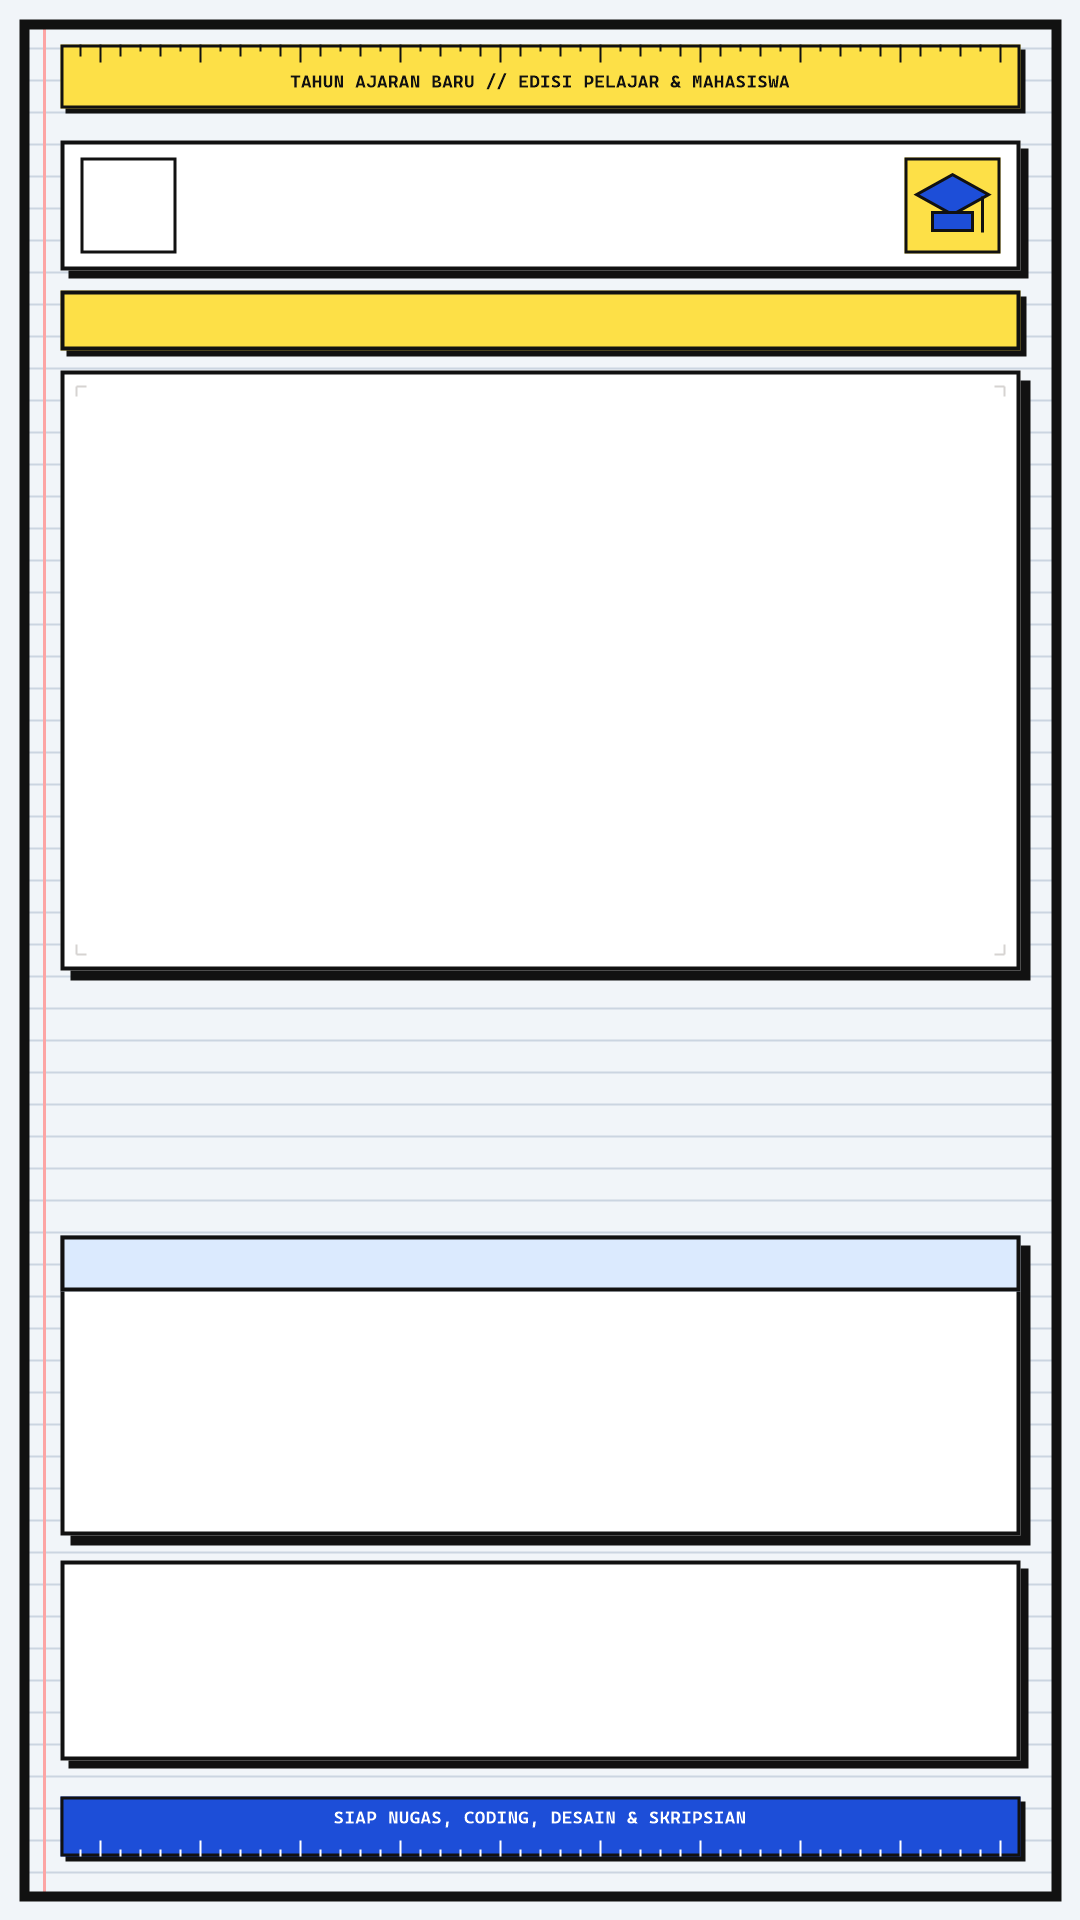 TAHUN AJARAN BARU // EDISI PELAJAR & MAHASISWA
SIAP NUGAS, CODING, DESAIN & SKRIPSIAN